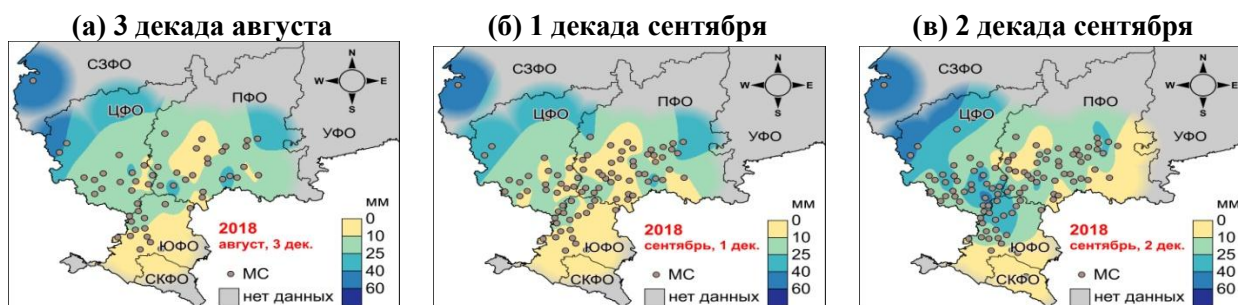 (а) 3 декада августа
СЗФО
N
W E
S
ЦФО
ПФО
УФО
2018
август, 3 дек.
МС
нет данных
ЮФО
СКФО
мм
0
10
25
40
60
(б) 1 декада сентября
СЗФО
N
W E
S
ЦФО
ПФО
УФО
2018
сентябрь, 1 дек.
МС
нет данных
ЮФО
СКФО
мм
0
10
25
40
60
(в) 2 декада сентября
СЗФО
N
W E
S
ЦФО
ПФО
УФО
2018
сентябрь, 2 дек.
МС
нет данных
ЮФО
СКФО
мм
0
10
25
40
60